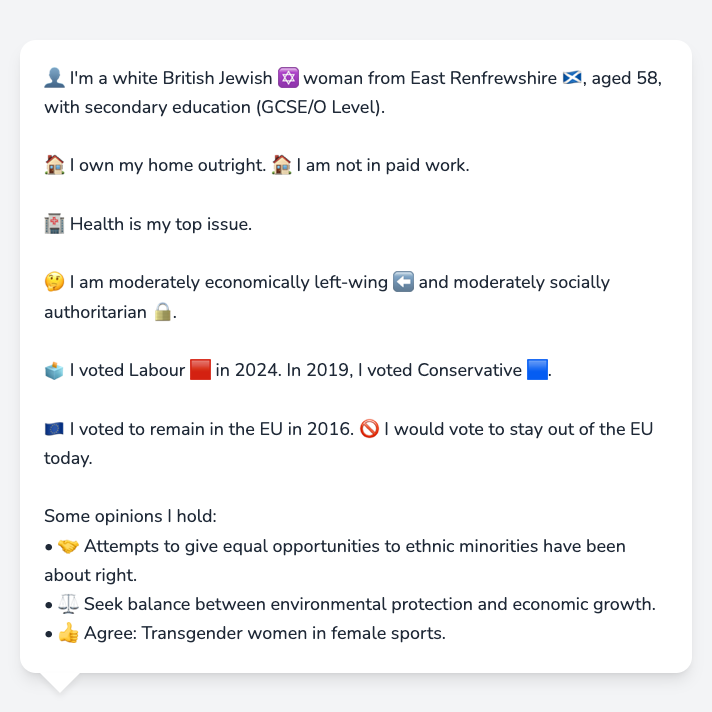 👤 I'm a white British Jewish ✡️ woman from East Renfrewshire 🏴󠁧󠁢󠁳󠁣󠁴󠁿, aged 58,
with secondary education (GCSE/O Level).
🏠 I own my home outright. 🏠 I am not in paid work.
🏥 Health is my top issue.
🤔 I am moderately economically left-wing ⬅️ and moderately socially
authoritarian 🔒.
🗳️ I voted Labour 🟥 in 2024. In 2019, I voted Conservative 🟦.
🇪🇺 I voted to remain in the EU in 2016. 🚫 I would vote to stay out of the EU
today.
Some opinions I hold:
• 🤝 Attempts to give equal opportunities to ethnic minorities have been
about right.
• ⚖️ Seek balance between environmental protection and economic growth.
• 👍 Agree: Transgender women in female sports.